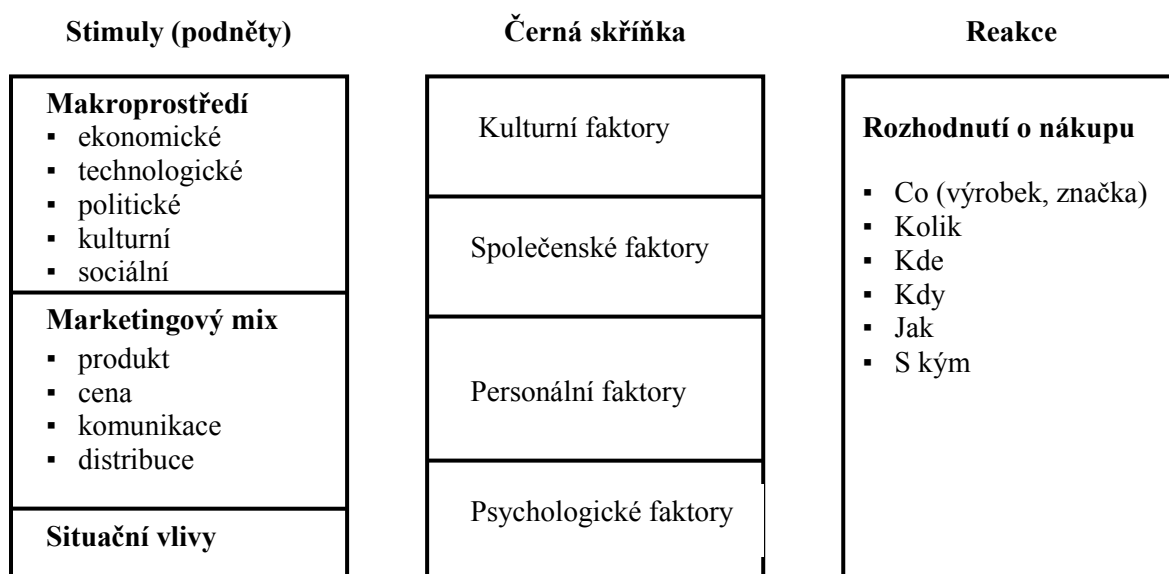 Stimuly (podněty)
Makroprostředí
▪ ekonomické
▪ technologické
▪ politické
▪ kulturní
▪ sociální
Marketingový mix
▪ produkt
▪ cena
▪ komunikace
▪ distribuce
Situační vlivy
Černá skříňka
Kulturní faktory
Společenské faktory
Personální faktory
Psychologické faktory
Reakce
Rozhodnutí o nákupu
▪ Co (výrobek, značka)
▪ Kolik
▪ Kde
▪ Kdy
▪ Jak
▪ S kým